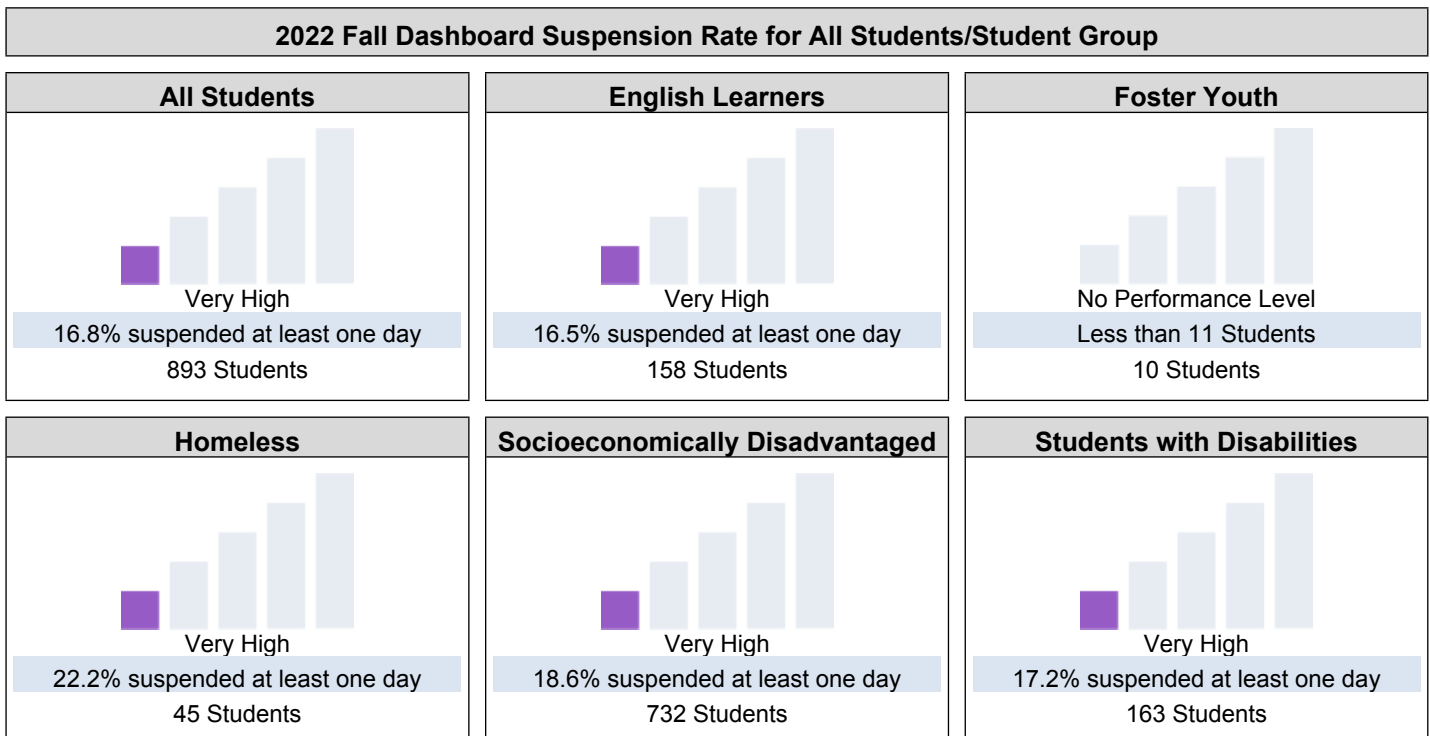 2022 Fall Dashboard Suspension Rate for All Students/Student Group
All Students
Very High
16.8% suspended at least one day
893 Students
English Learners
Very High
16.5% suspended at least one day
158 Students
Foster Youth
No Performance Level
Less than 11 Students
10 Students
Homeless
Very High
22.2% suspended at least one day
45 Students
Socioeconomically Disadvantaged
Very High
18.6% suspended at least one day
732 Students
Students with Disabilities
Very High
17.2% suspended at least one day
163 Students